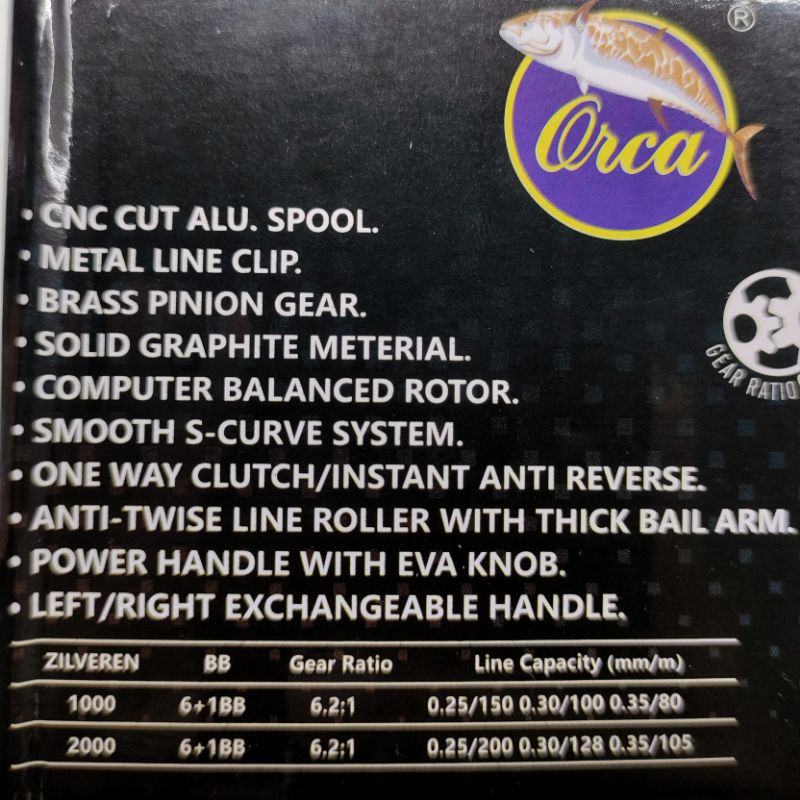 ®
Orca
• CNC CUT ALU. SPOOL.
• METAL LINE CLIP.
• BRASS PINION GEAR.
• SOLID GRAPHITE METERIAL.
• COMPUTER BALANCED ROTOR.
• SMOOTH S-CURVE SYSTEM.
• ONE WAY CLUTCH/INSTANT ANTI REVERSE.
• ANTI-TWISE LINE ROLLER WITH THICK BAIL ARM.
• POWER HANDLE WITH EVA KNOB.
• LEFT/RIGHT EXCHANGEABLE HANDLE.
GEAR RATIO
ZILVEREN BB Gear Ratio Line Capacity (mm/m)
1000 6+1BB 6.2:1 0.25/150 0.30/100 0.35/80
2000 6+1BB 6.2:1 0.25/200 0.30/128 0.35/105